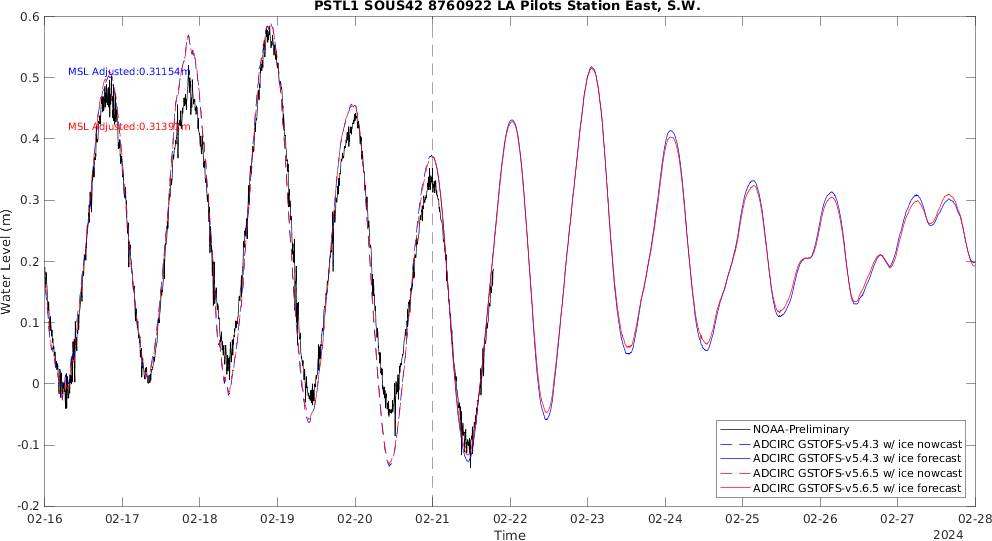 PSTL1 SOUS42 8760922 LA Pilots Station East, S.W.
Water Level (m)
0.6
0.5
0.4
0.3
0.2
0.1
0
-0.1
-0.2
MSL Adjusted:0.31154m
MSL
NOAA-Preliminary
ADCIRC GSTOFS-v5.4.3 w/ ice nowcast
ADCIRC GSTOFS-v5.4.3 w/ ice forecast
ADCIRC GSTOFS-v5.6.5 w/ ice nowcast
ADCIRC GSTOFS-v5.6.5 w/ ice forecast
02-16 02-17 02-18 02-19 02-20 02-21 02-22 02-23 02-24 02-25 02-26 02-27 02-28
Time
2024